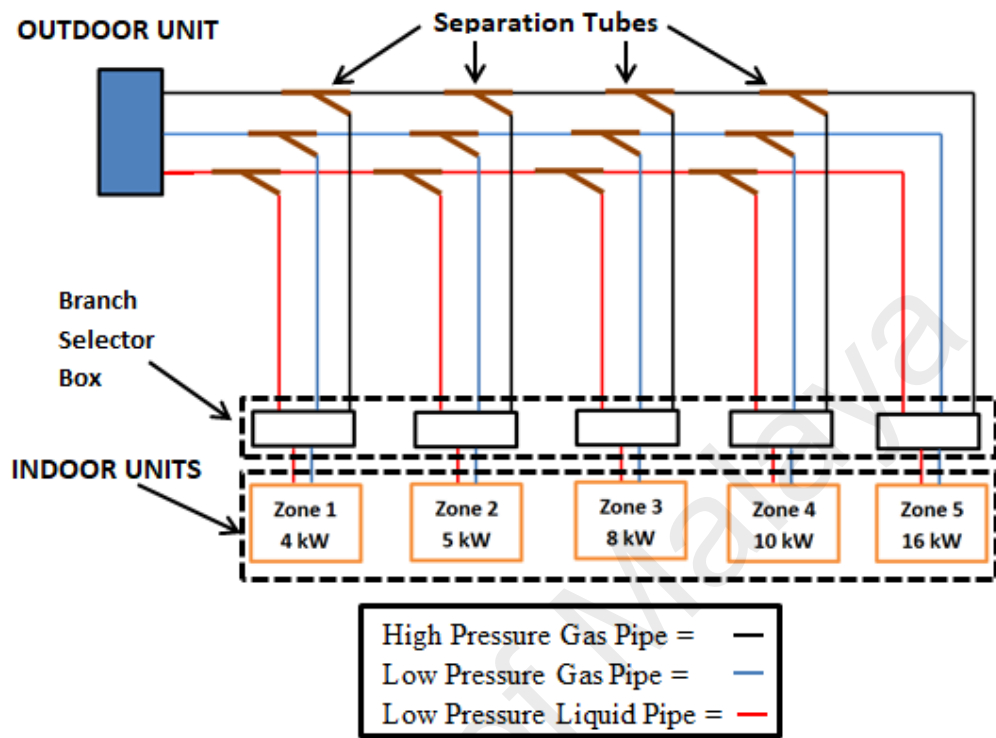 OUTDOOR UNIT
Separation Tubes
Branch
Selector
Box
INDOOR UNITS
Zone 1
4 kW
Zone 2
5 kW
Zone 3
8 kW
Zone 4
10 kW
Zone 5
16 kW
High Pressure Gas Pipe =
Low Pressure Gas Pipe =
Low Pressure Liquid Pipe =
of Malaya